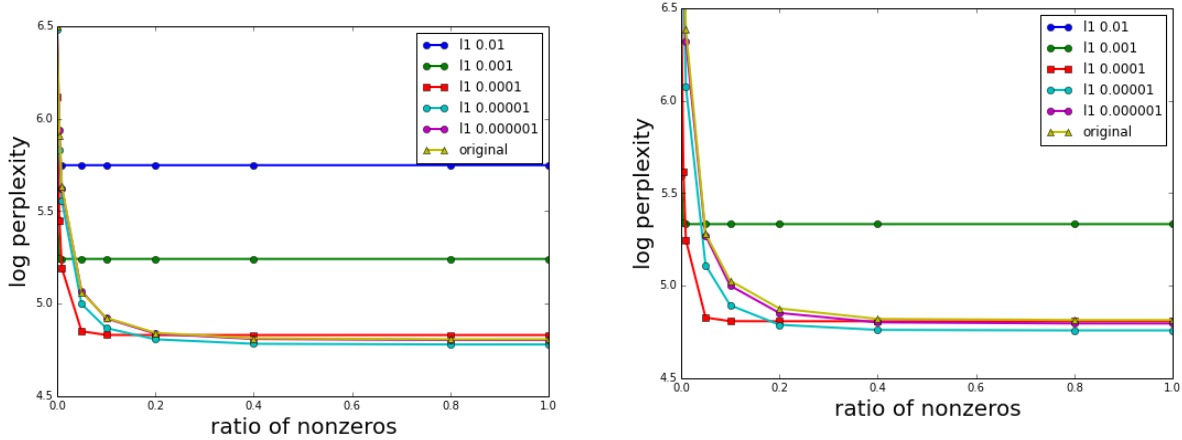 6.5
6.0
5.5
5.0
4.5
log perplexity
0.0 0.2 0.4 0.6 0.8 1.0
ratio of nonzeros
l1 0.01
l1 0.001
l1 0.0001
l1 0.00001
l1 0.000001
original
6.5
6.0
5.5
5.0
4.5
log perplexity
0.0 0.2 0.4 0.6 0.8 1.0
ratio of nonzeros
l1 0.01
l1 0.001
l1 0.0001
l1 0.00001
l1 0.000001
original